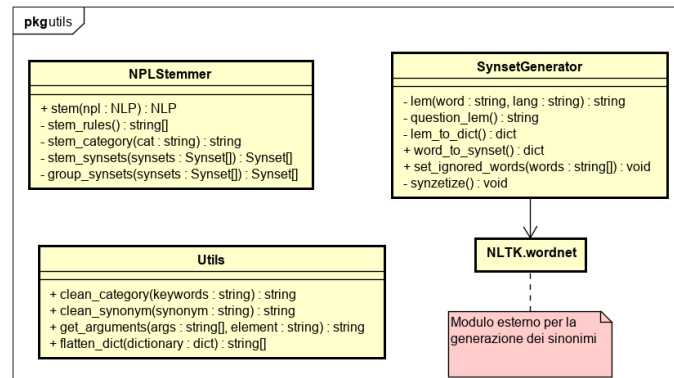 pkg utils
NPLStemmer
+ stem(npl : NLP) : NLP
- stem_rules() : string[]
- stem_category(cat : string) : string
- stem_synsets(synsets : Synset[]) : Synset[]
- group_synsets(synsets : Synset[]) : Synset[]
SynsetGenerator
- lem(word : string, lang : string) : string
- question_lem() : string
- lem_to_dict() : dict
+ word_to_synset() : dict
+ set_ignored_words(words : string[]) : void
- synzetize() : void
Utils
+ clean_category(keywords : string) : string
+ clean_synonym(synonym : string) : string
+ get_arguments(args : string[], element : string) : string
+ flatten_dict(dictionary : dict) : string[]
NLTK.wordnet
Modulo esterno per la
generazione dei sinonimi